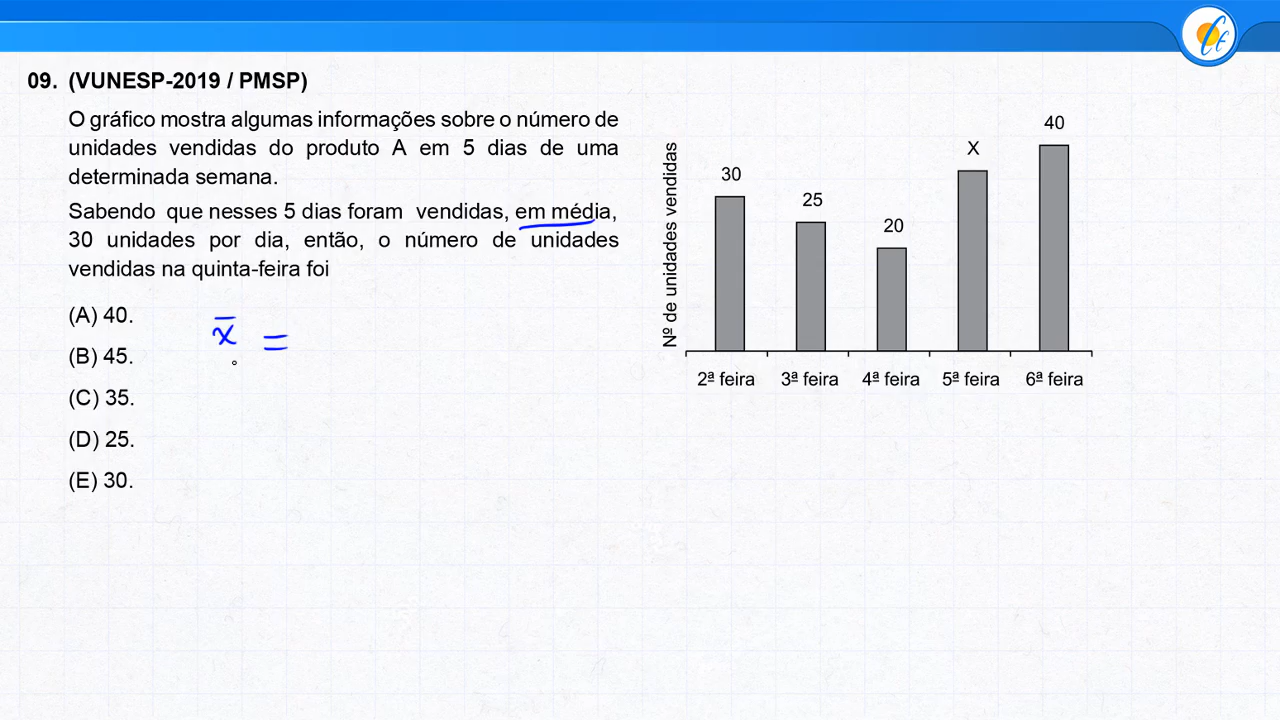 09. (VUNESP-2019 / PMSP)
O gráfico mostra algumas informações sobre o número de
unidades vendidas do produto A em 5 dias de uma
determinada semana.
Sabendo que nesses 5 dias foram vendidas, em média,
30 unidades por dia, então, o número de unidades
vendidas na quinta-feira foi
(A) 40.
(B) 45.
(C) 35.
(D) 25.
(E) 30.
x̅ =
Nº de unidades vendidas
30
25
20
X
40
2ª feira
3ª feira
4ª feira
5ª feira
6ª feira